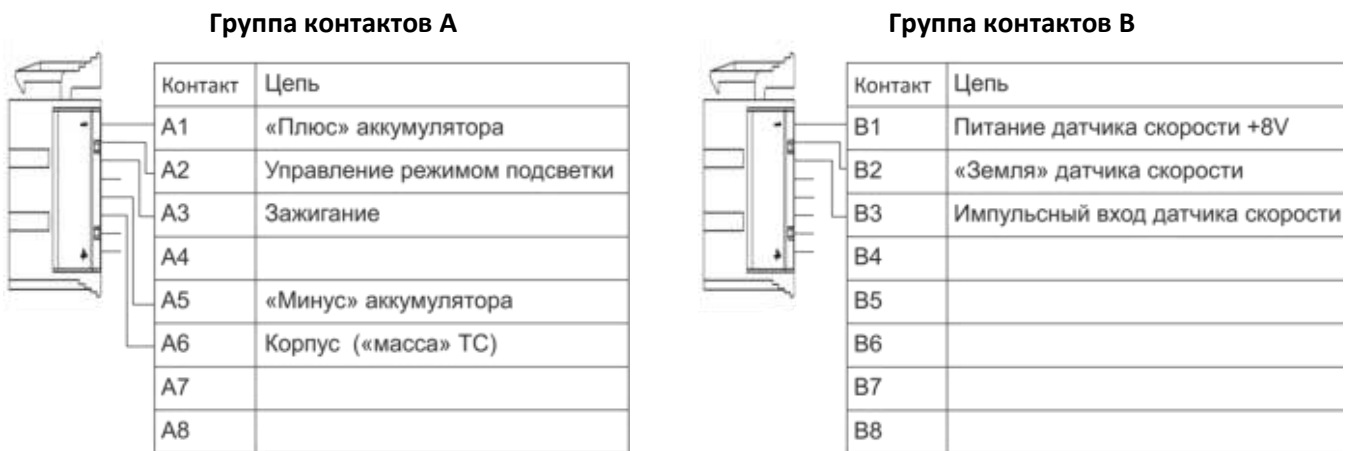 Группа контактов А
Контакт Цепь
А1 «Плюс» аккумулятора
А2 Управление режимом подсветки
А3 Зажигание
А4
А5 «Минус» аккумулятора
А6 Корпус («масса» ТС)
А7
А8
Группа контактов В
Контакт Цепь
В1 Питание датчика скорости +8V
В2 «Земля» датчика скорости
В3 Импульсный вход датчика скорости
В4
В5
В6
В7
В8